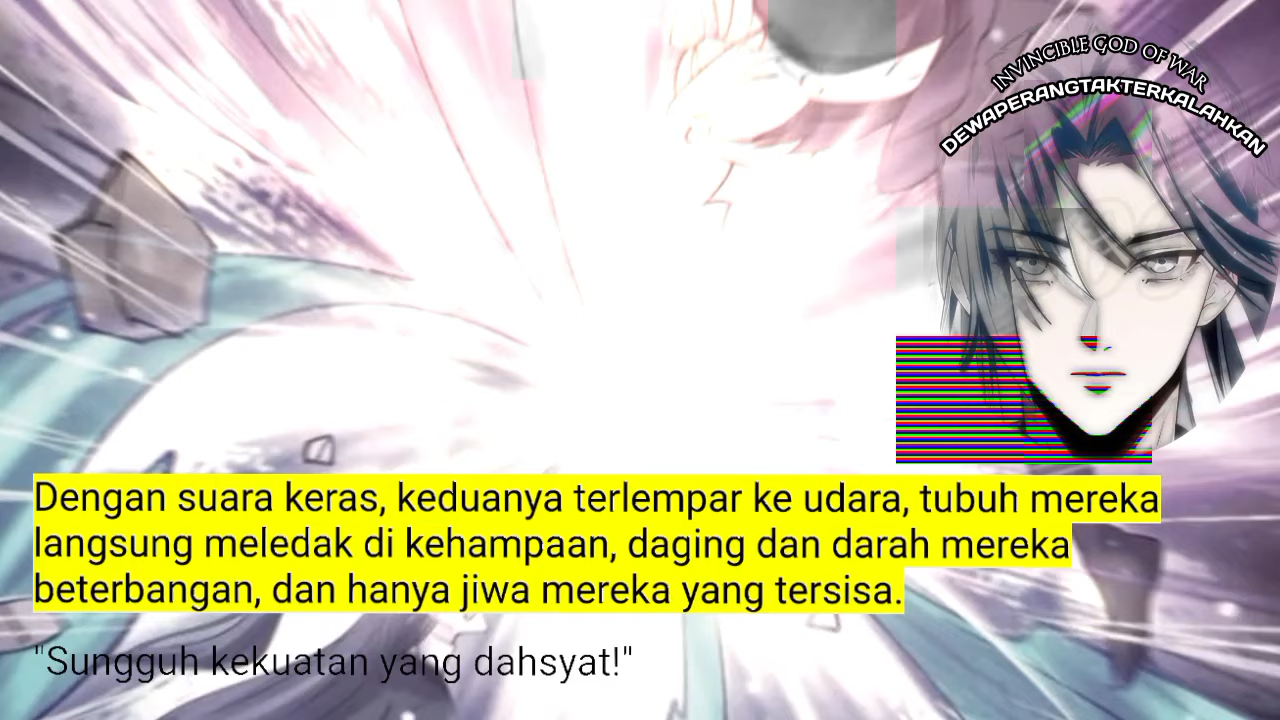 INVINCIBLE GOD OF WAR
DEWAPERANGTAKTERKALAHKAN
Dengan suara keras, keduanya terlempar ke udara, tubuh mereka
langsung meledak di kehampaan, daging dan darah mereka
beterbangan, dan hanya jiwa mereka yang tersisa.
"Sungguh kekuatan yang dahsyat!"